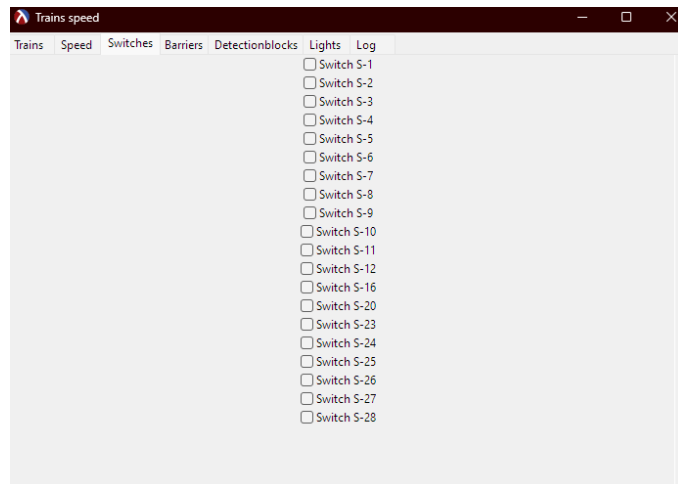 Trains speed
Trains Speed Switches Barriers Detectionblocks Lights Log
Switch S-1
Switch S-2
Switch S-3
Switch S-4
Switch S-5
Switch S-6
Switch S-7
Switch S-8
Switch S-9
Switch S-10
Switch S-11
Switch S-12
Switch S-16
Switch S-20
Switch S-23
Switch S-24
Switch S-25
Switch S-26
Switch S-27
Switch S-28